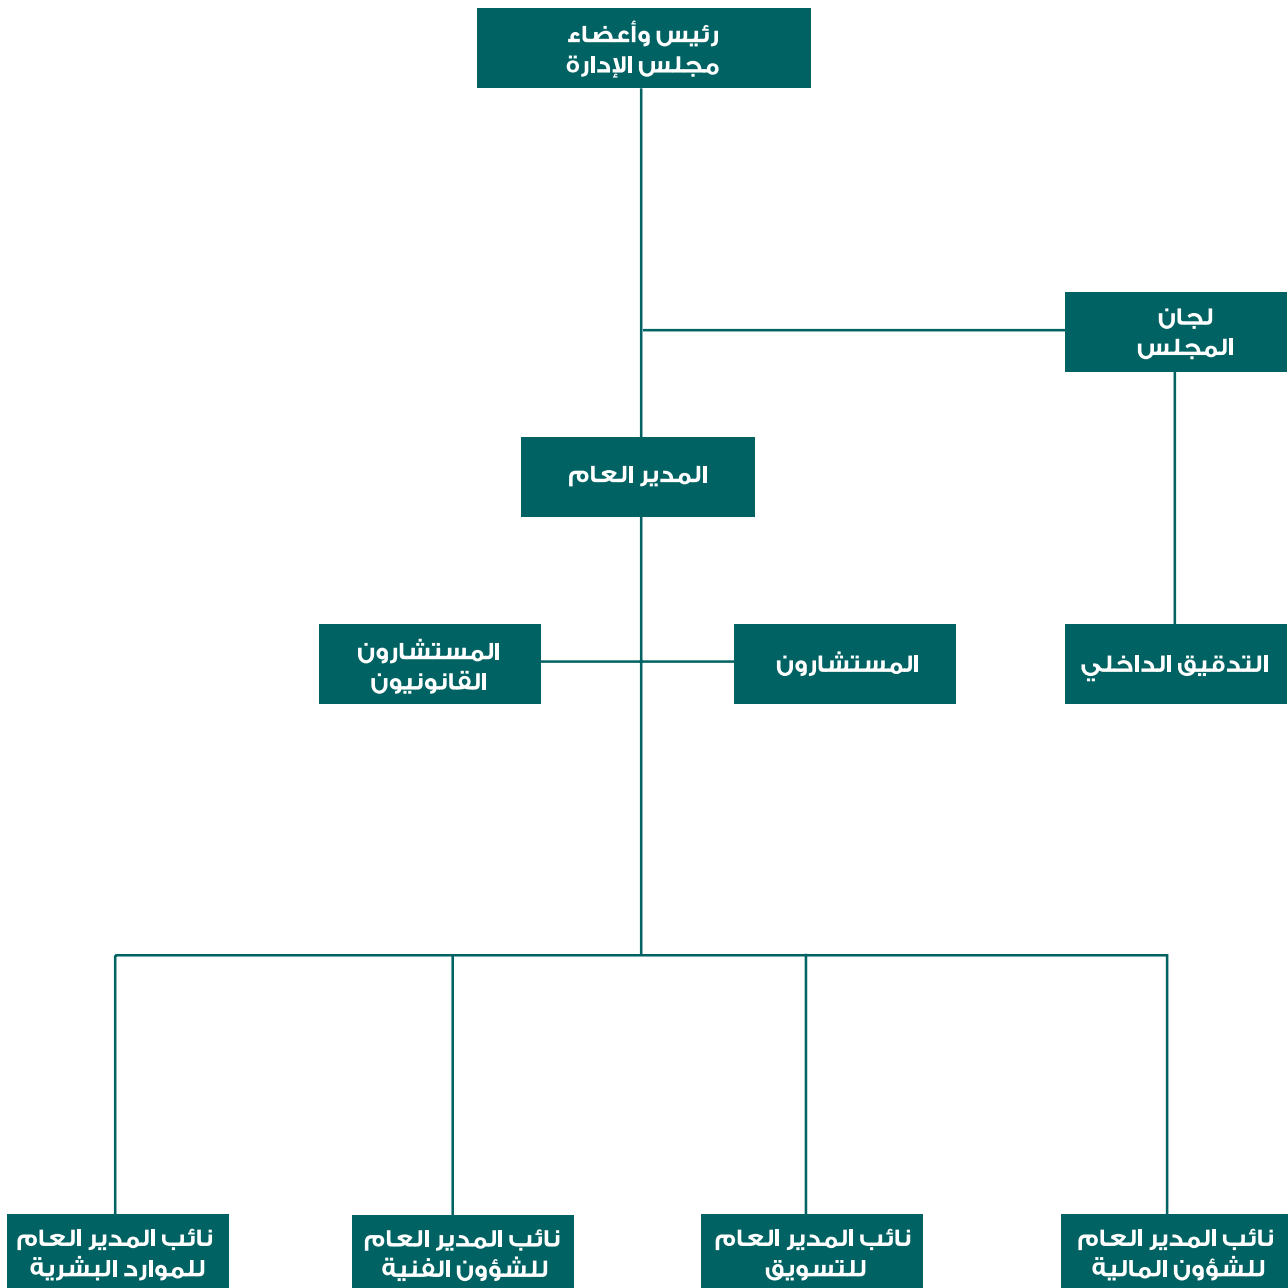 رئيس وأعضاء
مجلس الإدارة
لجان
المجلس
المدير العام
التدقيق الداخلي
المستشارون
المستشارون
القانونيون
نائب المدير العام
للشؤون المالية
نائب المدير العام
للتسويق
نائب المدير العام
للشؤون الفنية
نائب المدير العام
للموارد البشرية